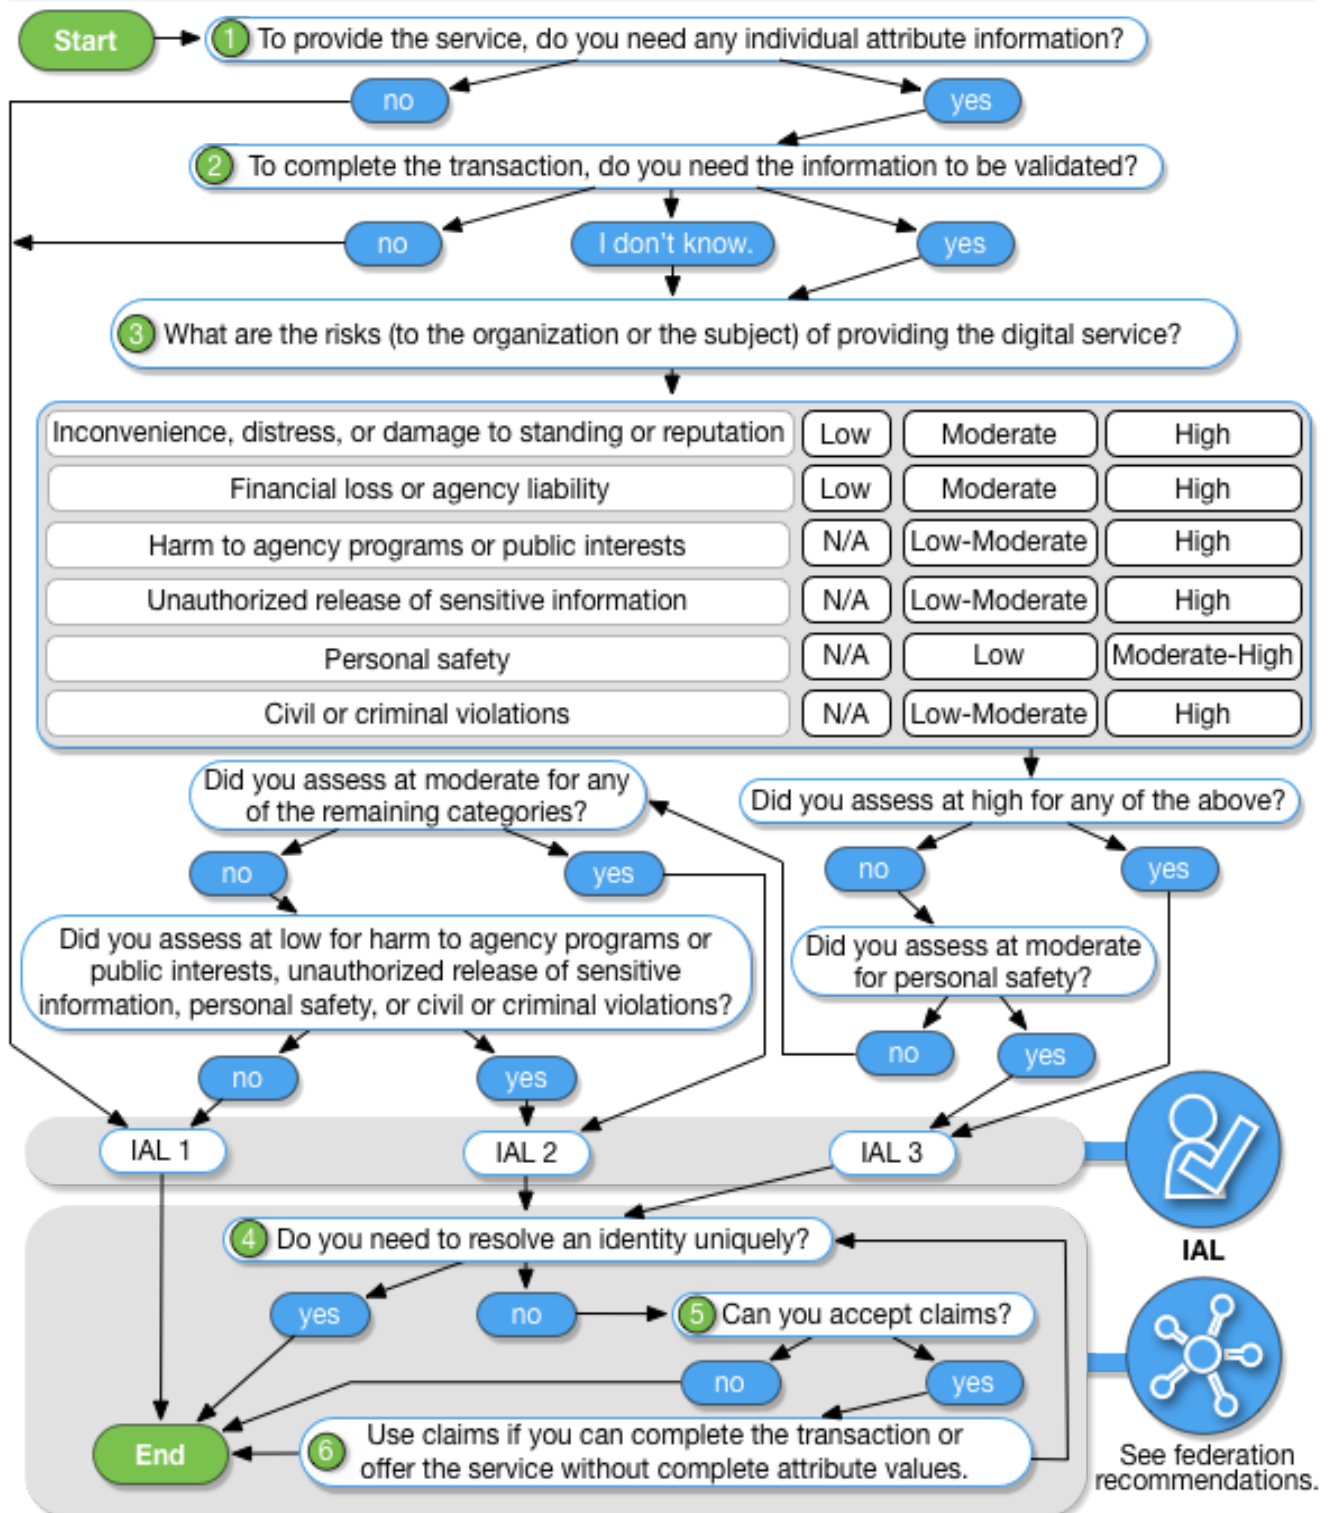 Start
1 To provide the service, do you need any individual attribute information?
no
yes
2 To complete the transaction, do you need the information to be validated?
no
I don't know.
yes
3 What are the risks (to the organization or the subject) of providing the digital service?
Inconvenience, distress, or damage to standing or reputation Low Moderate High
Financial loss or agency liability Low Moderate High
Harm to agency programs or public interests N/A Low-Moderate High
Unauthorized release of sensitive information N/A Low-Moderate High
Personal safety N/A Low Moderate-High
Civil or criminal violations N/A Low-Moderate High
Did you assess at moderate for any
of the remaining categories?
Did you assess at high for any of the above?
no
yes
no
yes
Did you assess at low for harm to agency programs or
public interests, unauthorized release of sensitive
information, personal safety, or civil or criminal violations?
Did you assess at moderate
for personal safety?
no
yes
no
yes
IAL 1
IAL 2
IAL 3
IAL
4 Do you need to resolve an identity uniquely?
yes
no
5 Can you accept claims?
no
yes
6 Use claims if you can complete the transaction or
offer the service without complete attribute values.
End
See federation
recommendations.